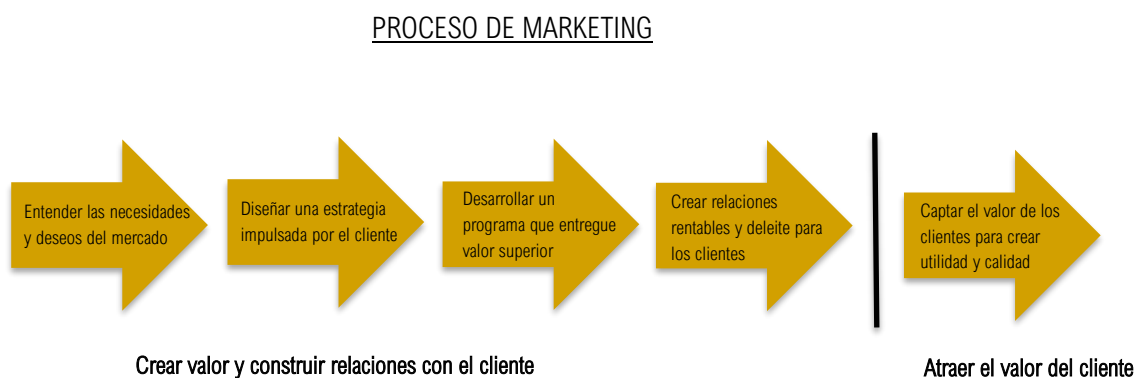 PROCESO DE MARKETING
Entender las necesidades
y deseos del mercado
Diseñar una estrategia
impulsada por el cliente
Desarrollar un
programa que entregue
valor superior
Crear relaciones
rentables y deleite para
los clientes
Captar el valor de los
clientes para crear
utilidad y calidad
Crear valor y construir relaciones con el cliente
Atraer el valor del cliente